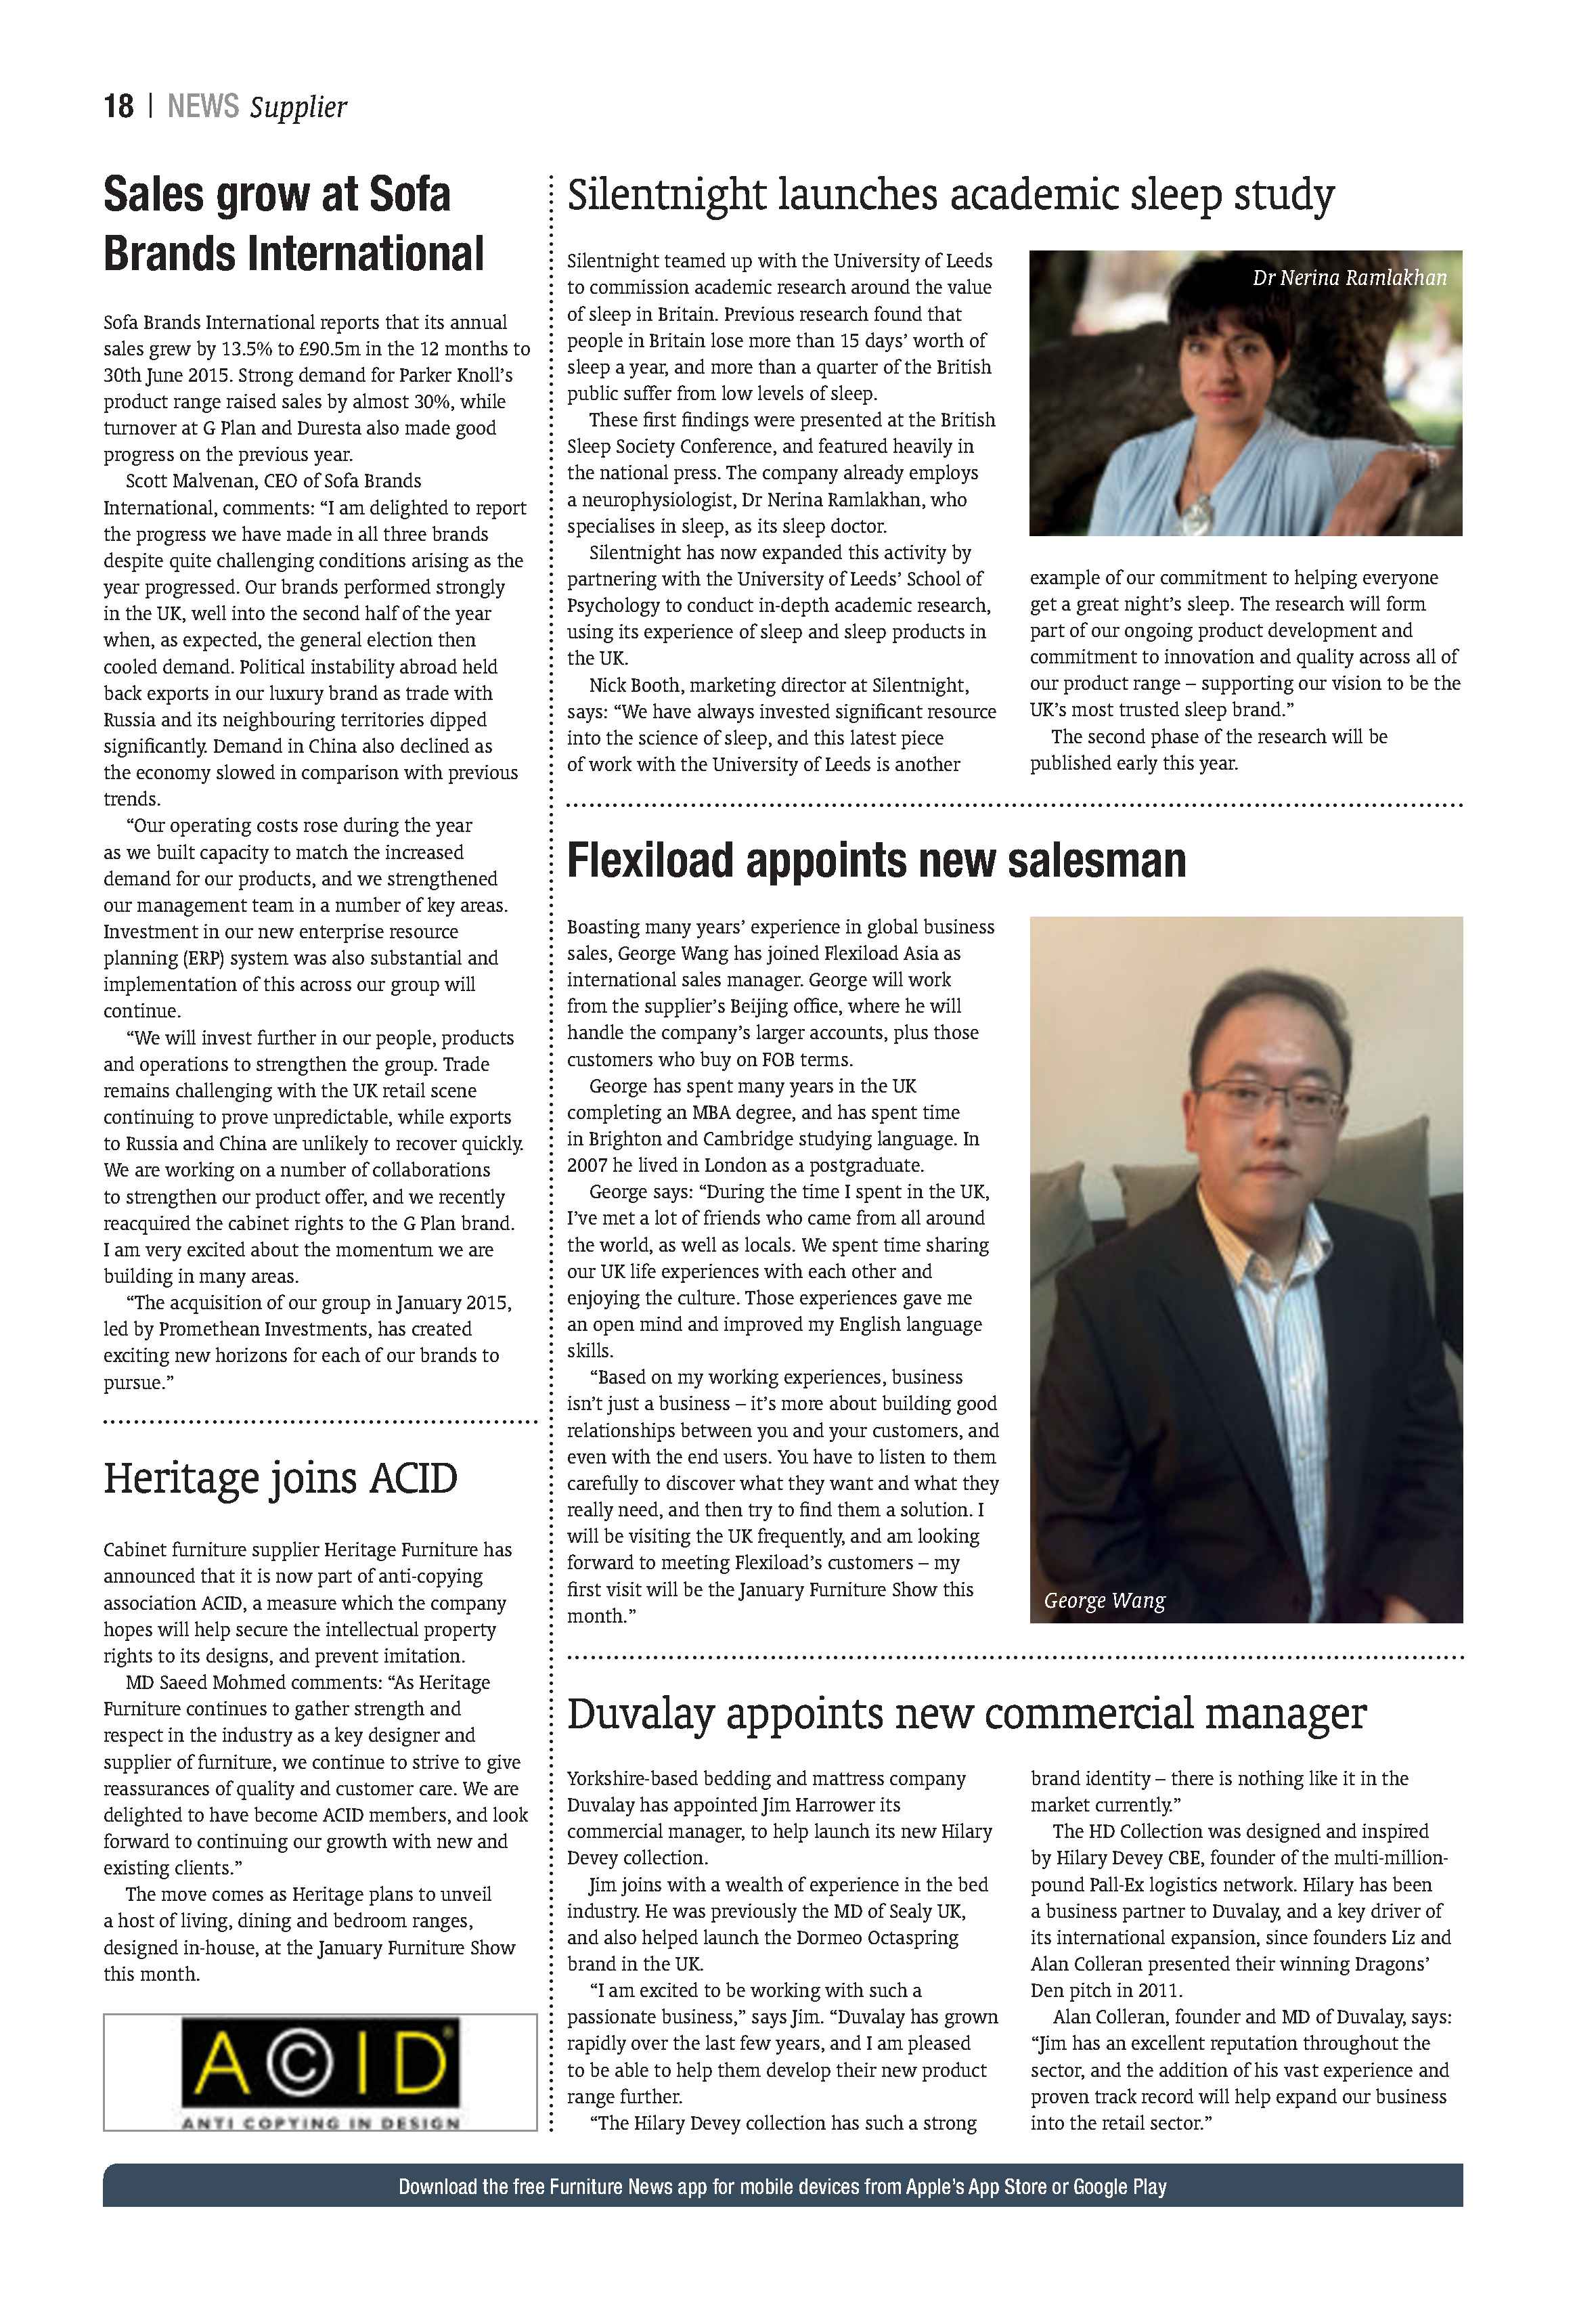 18 | NEWS Supplier
Sales grow at Sofa
Brands International
Sofa Brands International reports that its annual
sales grew by 13.5% to £90.5m in the 12 months to
30th June 2015. Strong demand for Parker Knoll’s
product range raised sales by almost 30%, while
turnover at G Plan and Duresta also made good
progress on the previous year.
Scott Malvenan, CEO of Sofa Brands
International, comments: “I am delighted to report
the progress we have made in all three brands
despite quite challenging conditions arising as the
year progressed. Our brands performed strongly
in the UK, well into the second half of the year
when, as expected, the general election then
cooled demand. Political instability abroad held
back exports in our luxury brand as trade with
Russia and its neighbouring territories dipped
significantly. Demand in China also declined as
the economy slowed in comparison with previous
trends.
“Our operating costs rose during the year
as we built capacity to match the increased
demand for our products, and we strengthened
our management team in a number of key areas.
Investment in our new enterprise resource
planning (ERP) system was also substantial and
implementation of this across our group will
continue.
“We will invest further in our people, products
and operations to strengthen the group. Trade
remains challenging with the UK retail scene
continuing to prove unpredictable, while exports
to Russia and China are unlikely to recover quickly.
We are working on a number of collaborations
to strengthen our product offer, and we recently
reacquired the cabinet rights to the G Plan brand.
I am very excited about the momentum we are
building in many areas.
“The acquisition of our group in January 2015,
led by Promethean Investments, has created
exciting new horizons for each of our brands to
pursue.”
Heritage joins ACID
Cabinet furniture supplier Heritage Furniture has
announced that it is now part of anti-copying
association ACID, a measure which the company
hopes will help secure the intellectual property
rights to its designs, and prevent imitation.
MD Saeed Mohmed comments: “As Heritage
Furniture continues to gather strength and
respect in the industry as a key designer and
supplier of furniture, we continue to strive to give
reassurances of quality and customer care. We are
delighted to have become ACID members, and look
forward to continuing our growth with new and
existing clients.”
The move comes as Heritage plans to unveil
a host of living, dining and bedroom ranges,
designed in-house, at the January Furniture Show
this month.
A©ID®
ANTI COPYING IN DESIGN
Silentnight launches academic sleep study
Silentnight teamed up with the University of Leeds
to commission academic research around the value
of sleep in Britain. Previous research found that
people in Britain lose more than 15 days’ worth of
sleep a year, and more than a quarter of the British
public suffer from low levels of sleep.
These first findings were presented at the British
Sleep Society Conference, and featured heavily in
the national press. The company already employs
a neurophysiologist, Dr Nerina Ramlakhan, who
specialises in sleep, as its sleep doctor.
Silentnight has now expanded this activity by
partnering with the University of Leeds’ School of
Psychology to conduct in-depth academic research,
using its experience of sleep and sleep products in
the UK.
Nick Booth, marketing director at Silentnight,
says: “We have always invested significant resource
into the science of sleep, and this latest piece
of work with the University of Leeds is another
Dr Nerina Ramlakhan
example of our commitment to helping everyone
get a great night’s sleep. The research will form
part of our ongoing product development and
commitment to innovation and quality across all of
our product range – supporting our vision to be the
UK’s most trusted sleep brand.”
The second phase of the research will be
published early this year.
Flexiload appoints new salesman
Boasting many years’ experience in global business
sales, George Wang has joined Flexiload Asia as
international sales manager. George will work
from the supplier’s Beijing office, where he will
handle the company’s larger accounts, plus those
customers who buy on FOB terms.
George has spent many years in the UK
completing an MBA degree, and has spent time
in Brighton and Cambridge studying language. In
2007 he lived in London as a postgraduate.
George says: “During the time I spent in the UK,
I’ve met a lot of friends who came from all around
the world, as well as locals. We spent time sharing
our UK life experiences with each other and
enjoying the culture. Those experiences gave me
an open mind and improved my English language
skills.
“Based on my working experiences, business
isn’t just a business – it’s more about building good
relationships between you and your customers, and
even with the end users. You have to listen to them
carefully to discover what they want and what they
really need, and then try to find them a solution. I
will be visiting the UK frequently, and am looking
forward to meeting Flexiload’s customers – my
first visit will be the January Furniture Show this
month.”
George Wang
Duvalay appoints new commercial manager
Yorkshire-based bedding and mattress company
Duvalay has appointed Jim Harrower its
commercial manager, to help launch its new Hilary
Devey collection.
Jim joins with a wealth of experience in the bed
industry. He was previously the MD of Sealy UK,
and also helped launch the Dormeo Octaspring
brand in the UK.
“I am excited to be working with such a
passionate business,” says Jim. “Duvalay has grown
rapidly over the last few years, and I am pleased
to be able to help them develop their new product
range further.
“The Hilary Devey collection has such a strong
brand identity – there is nothing like it in the
market currently.”
The HD Collection was designed and inspired
by Hilary Devey CBE, founder of the multi-million-
pound Pall-Ex logistics network. Hilary has been
a business partner to Duvalay, and a key driver of
its international expansion, since founders Liz and
Alan Colleran presented their winning Dragons’
Den pitch in 2011.
Alan Colleran, founder and MD of Duvalay, says:
“Jim has an excellent reputation throughout the
sector, and the addition of his vast experience and
proven track record will help expand our business
into the retail sector.”
Download the free Furniture News app for mobile devices from Apple’s App Store or Google Play